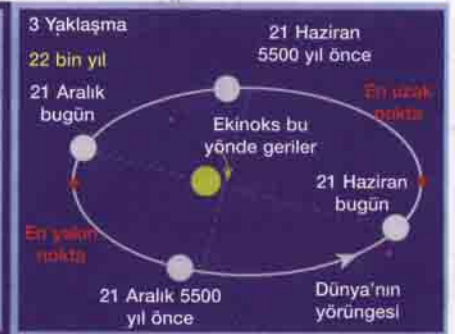 3 Yaklaşma
22 bin yıl
21 Aralık
bugün
21 Haziran
5500 yıl önce
En uzak
nokta
Ekinoks bu
yönde geriler
21 Haziran
bugün
En yakın
nokta
21 Aralık 5500
yıl önce
Dünya'nın
yörüngesi